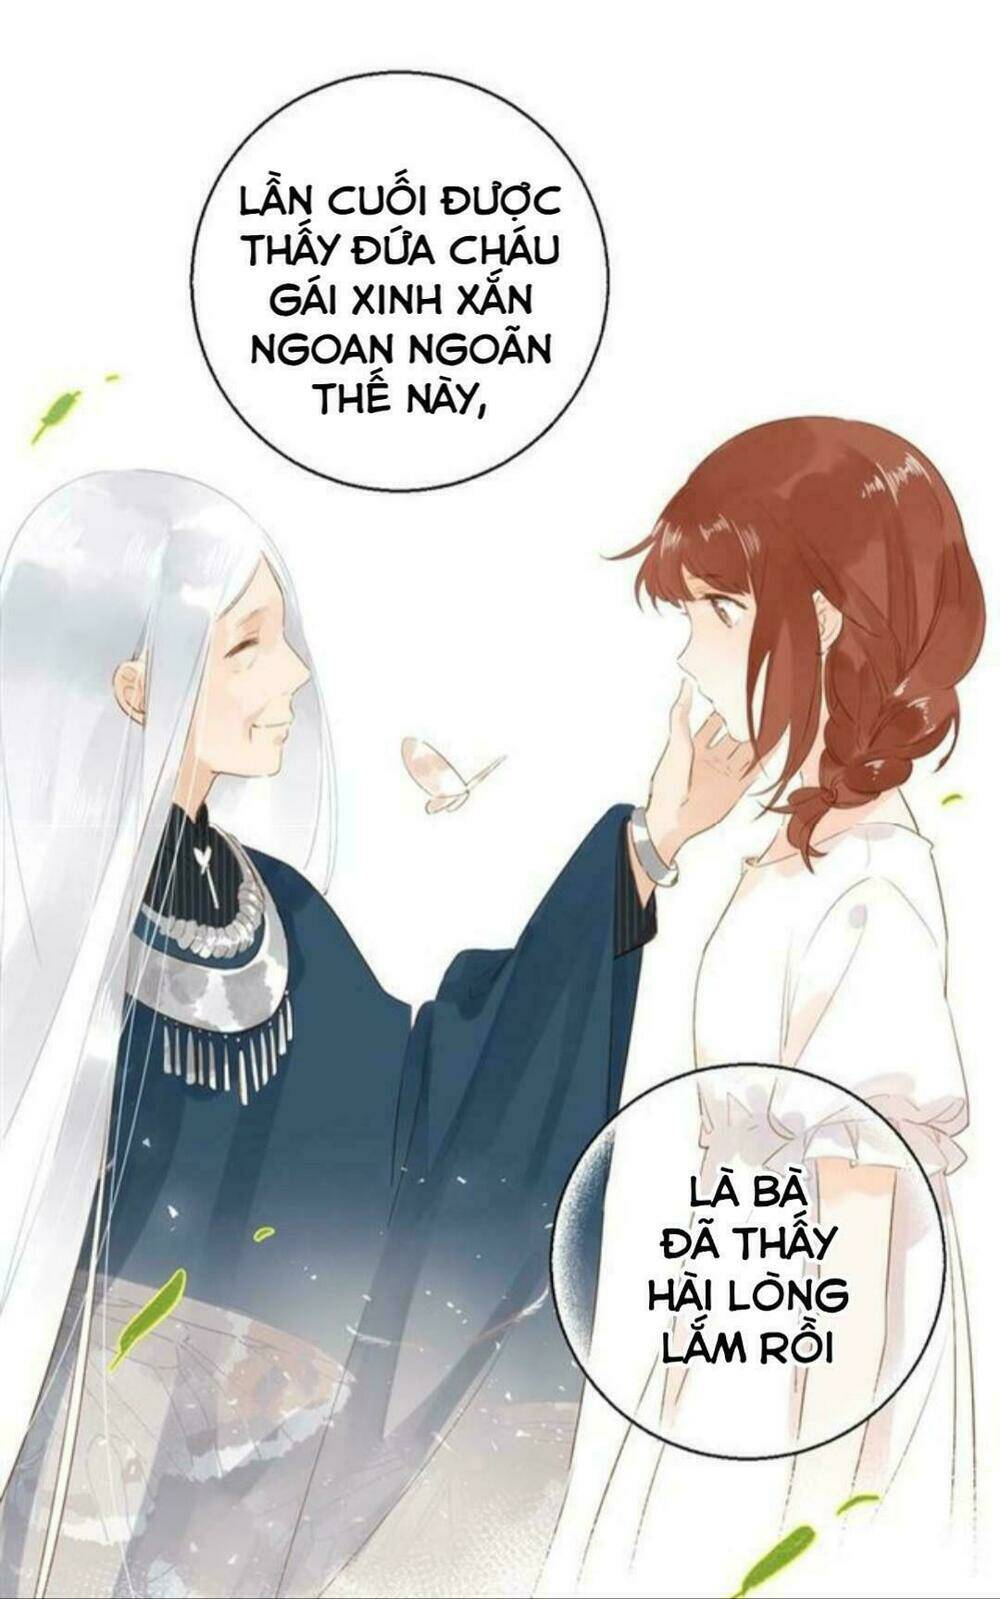 LẦN CUỐI ĐƯỢC
THẤY ĐỨA CHÁU
GÁI XINH XẮN
NGOAN NGOÃN
THẾ NÀY,
LÀ BÀ
ĐÃ THẤY
HÀI LÒNG
LẮM RỒI